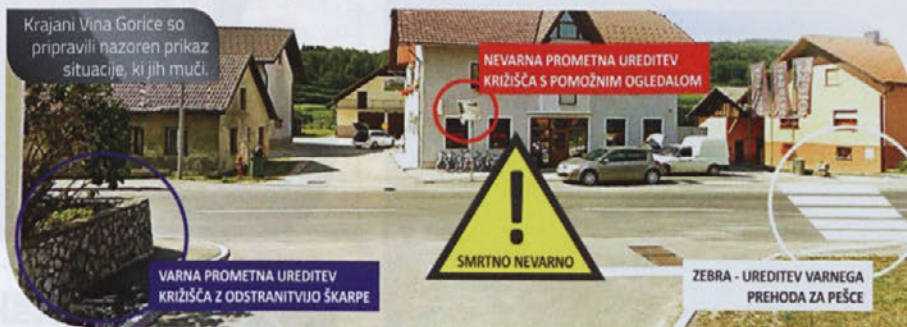 Krajani Vina Gorice so
pripravili nazoren prikaz
situacije, ki jih muči.
NEVARNA PROMETNA UREDITEV
KRIŽIŠČA S POMOŽNIM OGLEDALOM
!
SMRTNO NEVARNO
VARNA PROMETNA UREDITEV
KRIŽIŠČA Z ODSTRANITVIJO ŠKARPE
ZEBRA - UREDITEV VARNEGA
PREHODA ZA PEŠCE